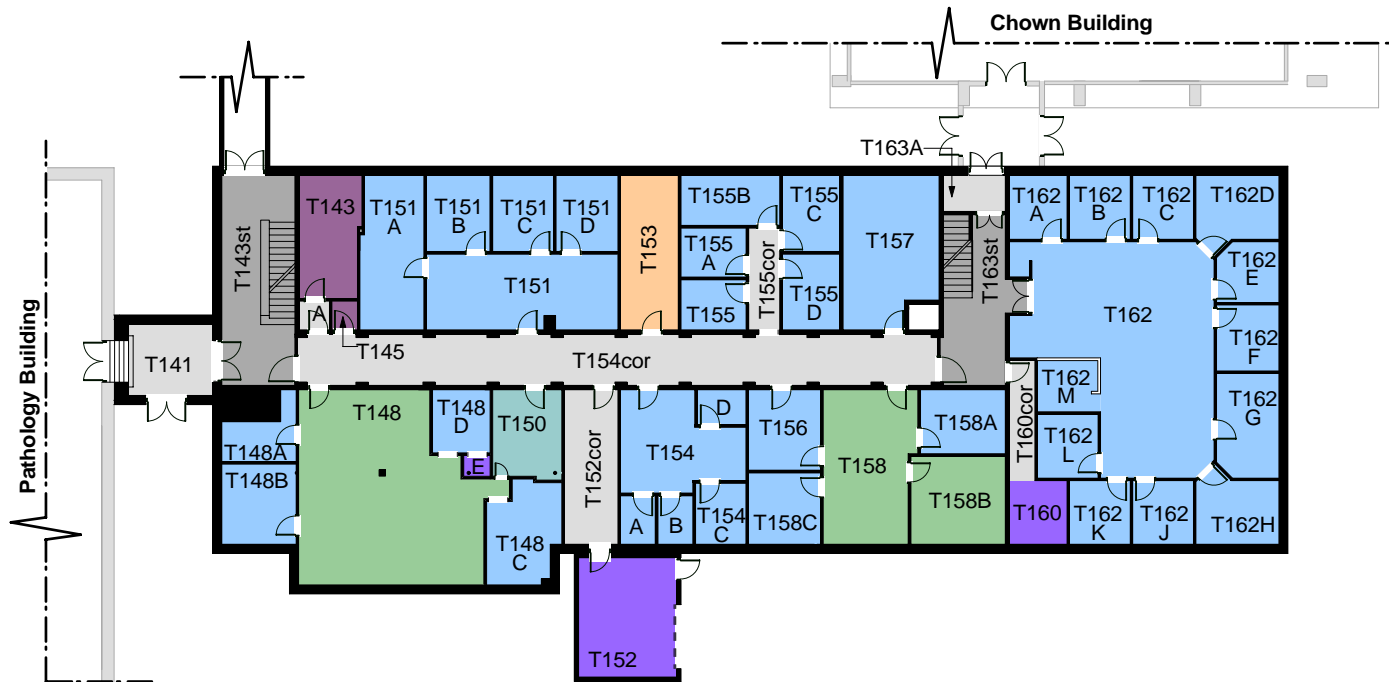 Chown Building
T163A
T143st
T143
T151
A
T151
B
T151
C
T151
D
T153
T155B
T155
C
T157
T163st
T162
A
T162
B
T162
C
T162D
T155
A
T155cor
T162
E
T151
T155
T155
D
T162
A
T145
T162
F
Pathology Building
T141
T154cor
T162
M
T148
T148
D
T150
D
T156
T158A
T160cor
T162
G
T148A
E
T152cor
T154
T158
T162
L
T148B
T158B
T148
C
A
B
T154
C
T158C
T160
T162
K
T162
J
T162H
T152